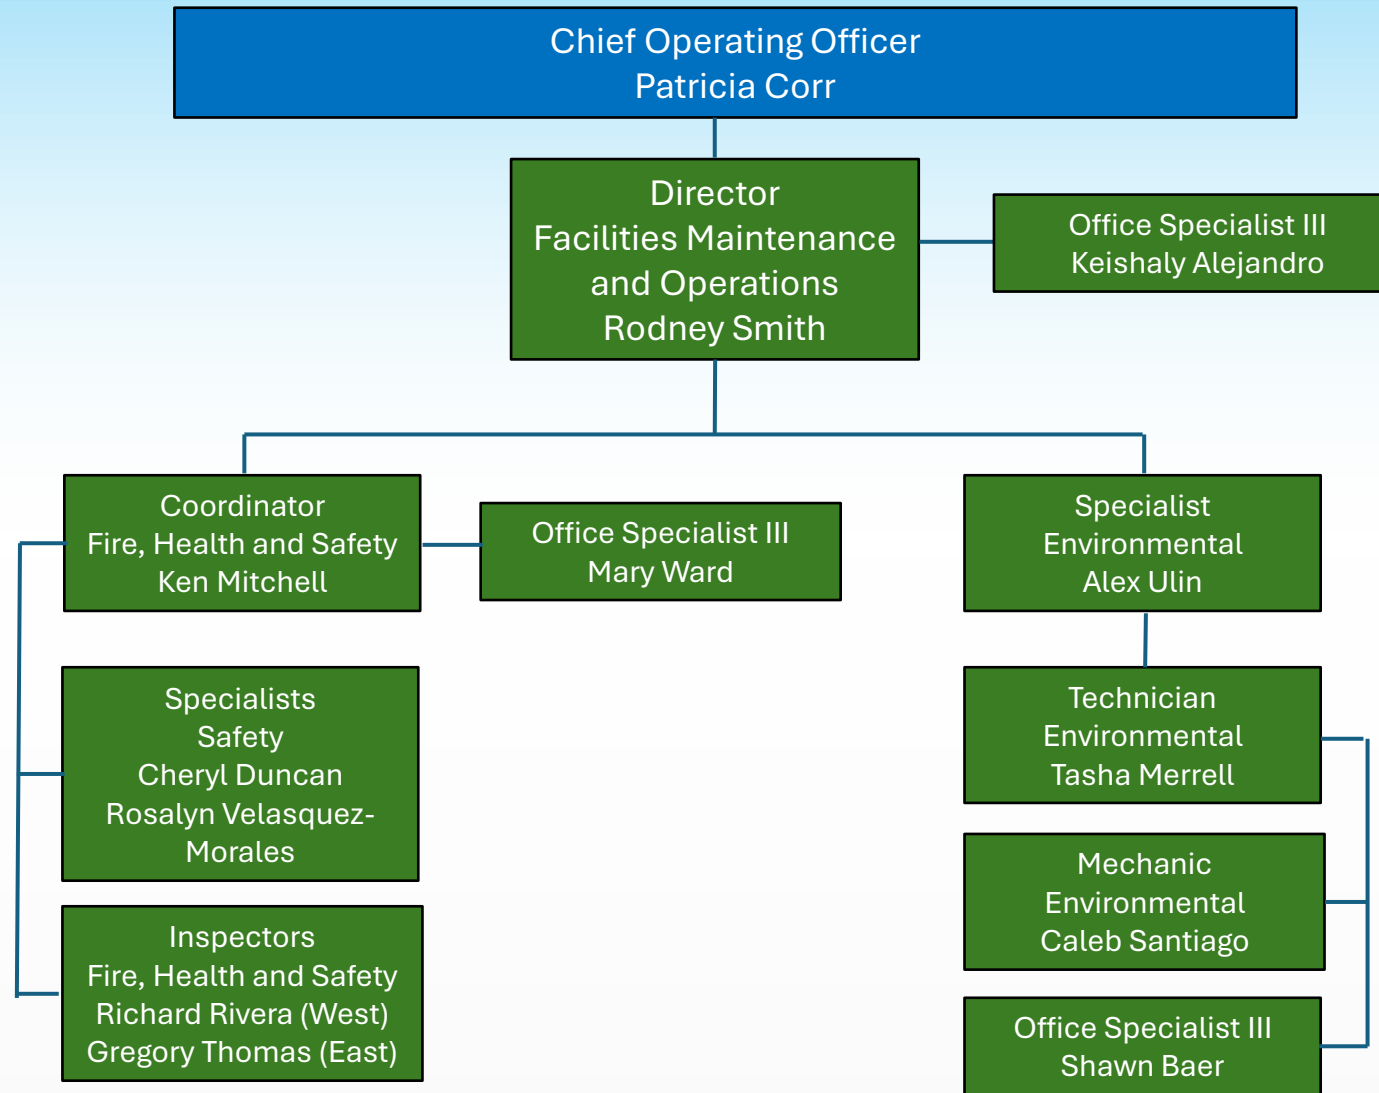 Chief Operating Officer
Patricia Corr
Director
Facilities Maintenance
and Operations
Rodney Smith
Office Specialist III
Keishaly Alejandro
Coordinator
Fire, Health and Safety
Ken Mitchell
Office Specialist III
Mary Ward
Specialist
Environmental
Alex Ulin
Specialists
Safety
Cheryl Duncan
Rosalyn Velasquez-
Morales
Technician
Environmental
Tasha Merrell
Mechanic
Environmental
Caleb Santiago
Inspectors
Fire, Health and Safety
Richard Rivera (West)
Gregory Thomas (East)
Office Specialist III
Shawn Baer